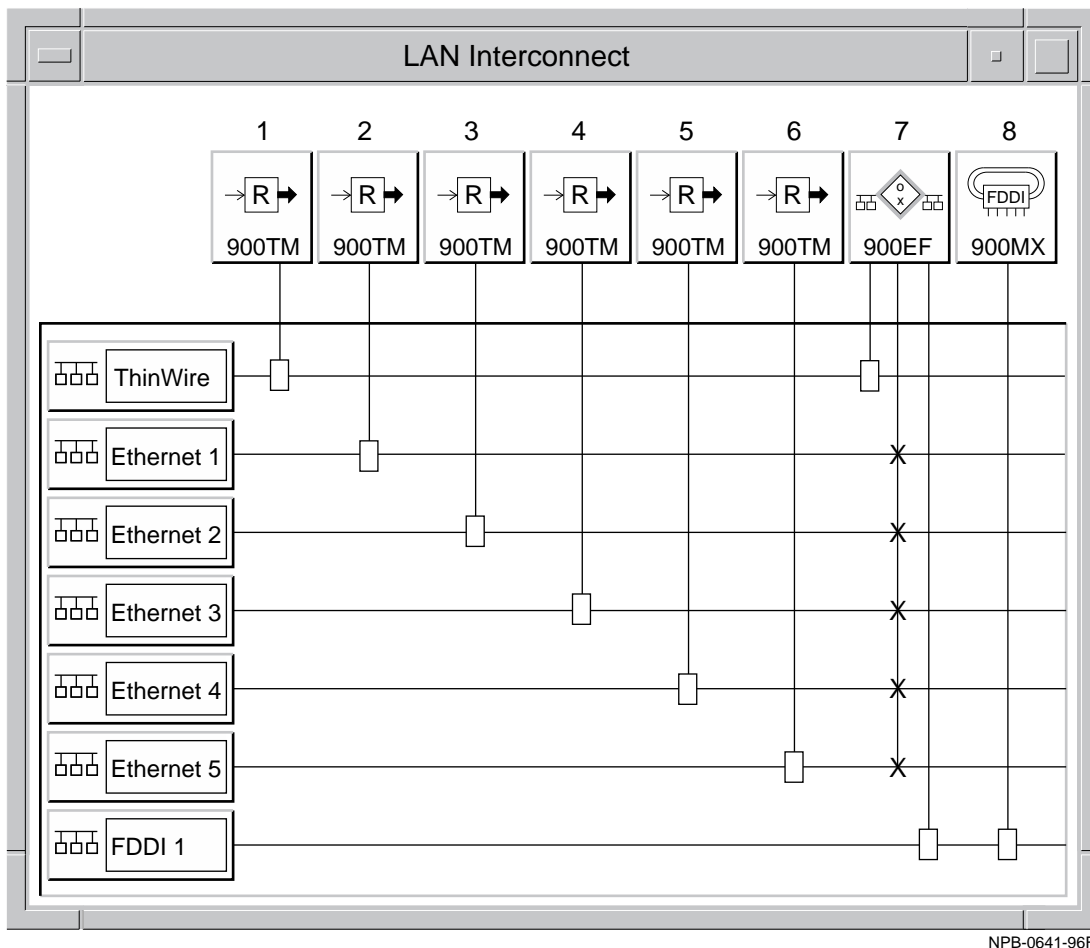 LAN Interconnect
1 2 3 4 5 6 7 8
R R R R R R o x FDDI
900TM 900TM 900TM 900TM 900TM 900TM 900EF 900MX
ThinWire
Ethernet 1
X
Ethernet 2
X
Ethernet 3
X
Ethernet 4
X
Ethernet 5
X
FDDI 1